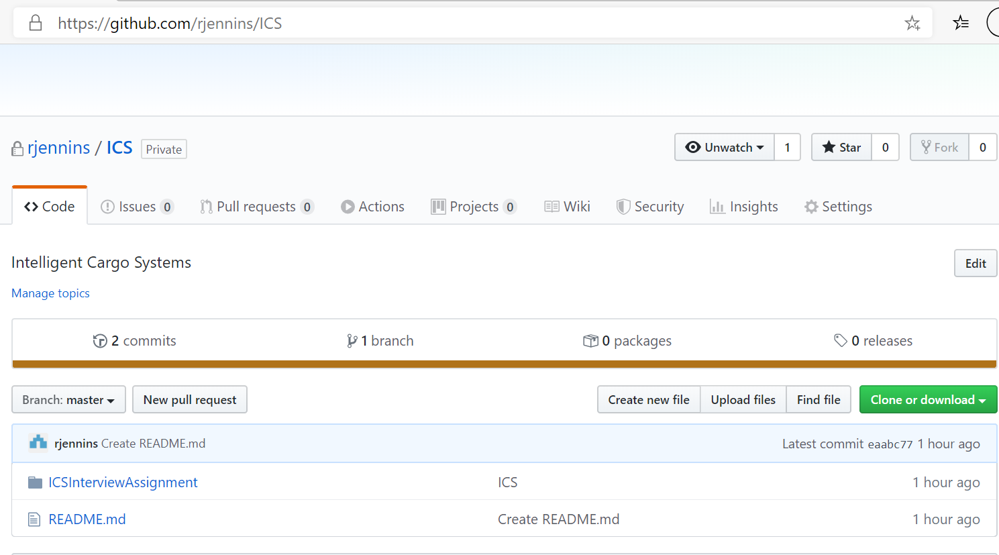 https://github.com/rjennins/ICS
rjennins / ICS Private Unwatch 1 Star 0 Fork 0
Code Issues 0 Pull requests 0 Actions Projects 0 Wiki Security Insights Settings
Intelligent Cargo Systems Edit
Manage topics
2 commits 1 branch 0 packages 0 releases
Branch: master New pull request Create new file Upload files Find file Clone or download
rjennins Create README.md Latest commit eaabc77 1 hour ago
ICSInterviewAssignment ICS 1 hour ago
README.md Create README.md 1 hour ago